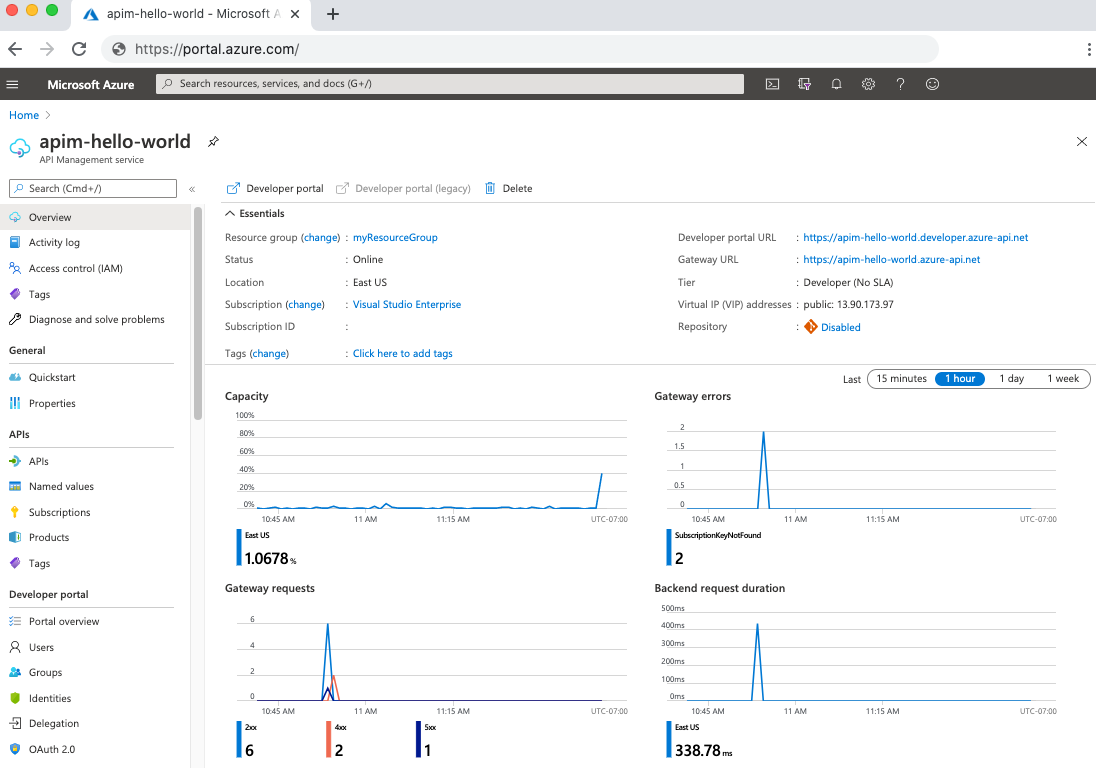 apim-hello-world - Microsoft A
https://portal.azure.com/
Microsoft Azure
Search resources, services, and docs (G+/)
Home
apim-hello-world
API Management service
Search (Cmd+/)
«
Overview
Activity log
Access control (IAM)
Tags
Diagnose and solve problems
General
Quickstart
Properties
APIs
APIs
Named values
Subscriptions
Products
Tags
Developer portal
Portal overview
Users
Groups
Identities
Delegation
OAuth 2.0
Developer portal
Developer portal (legacy)
Delete
Essentials
Resource group (change) : myResourceGroup
Status : Online
Location : East US
Subscription (change) : Visual Studio Enterprise
Subscription ID :
Tags (change) : Click here to add tags
Developer portal URL : https://apim-hello-world.developer.azure-api.net
Gateway URL : https://apim-hello-world.azure-api.net
Tier : Developer (No SLA)
Virtual IP (VIP) addresses : public: 13.90.173.97
Repository : Disabled
Last 15 minutes 1 hour 1 day 1 week
Capacity
100%
80%
60%
40%
20%
0%
10:45 AM 11 AM 11:15 AM UTC-07:00
East US
1.0678 %
Gateway errors
2
1.5
1
0.5
0
10:45 AM 11 AM 11:15 AM UTC-07:00
SubscriptionKeyNotFound
2
Gateway requests
6
4
2
0
10:45 AM 11 AM 11:15 AM UTC-07:00
2xx 4xx 5xx
6 2 1
Backend request duration
500ms
400ms
300ms
200ms
100ms
0ms
10:45 AM 11 AM 11:15 AM UTC-07:00
East US
338.78 ms